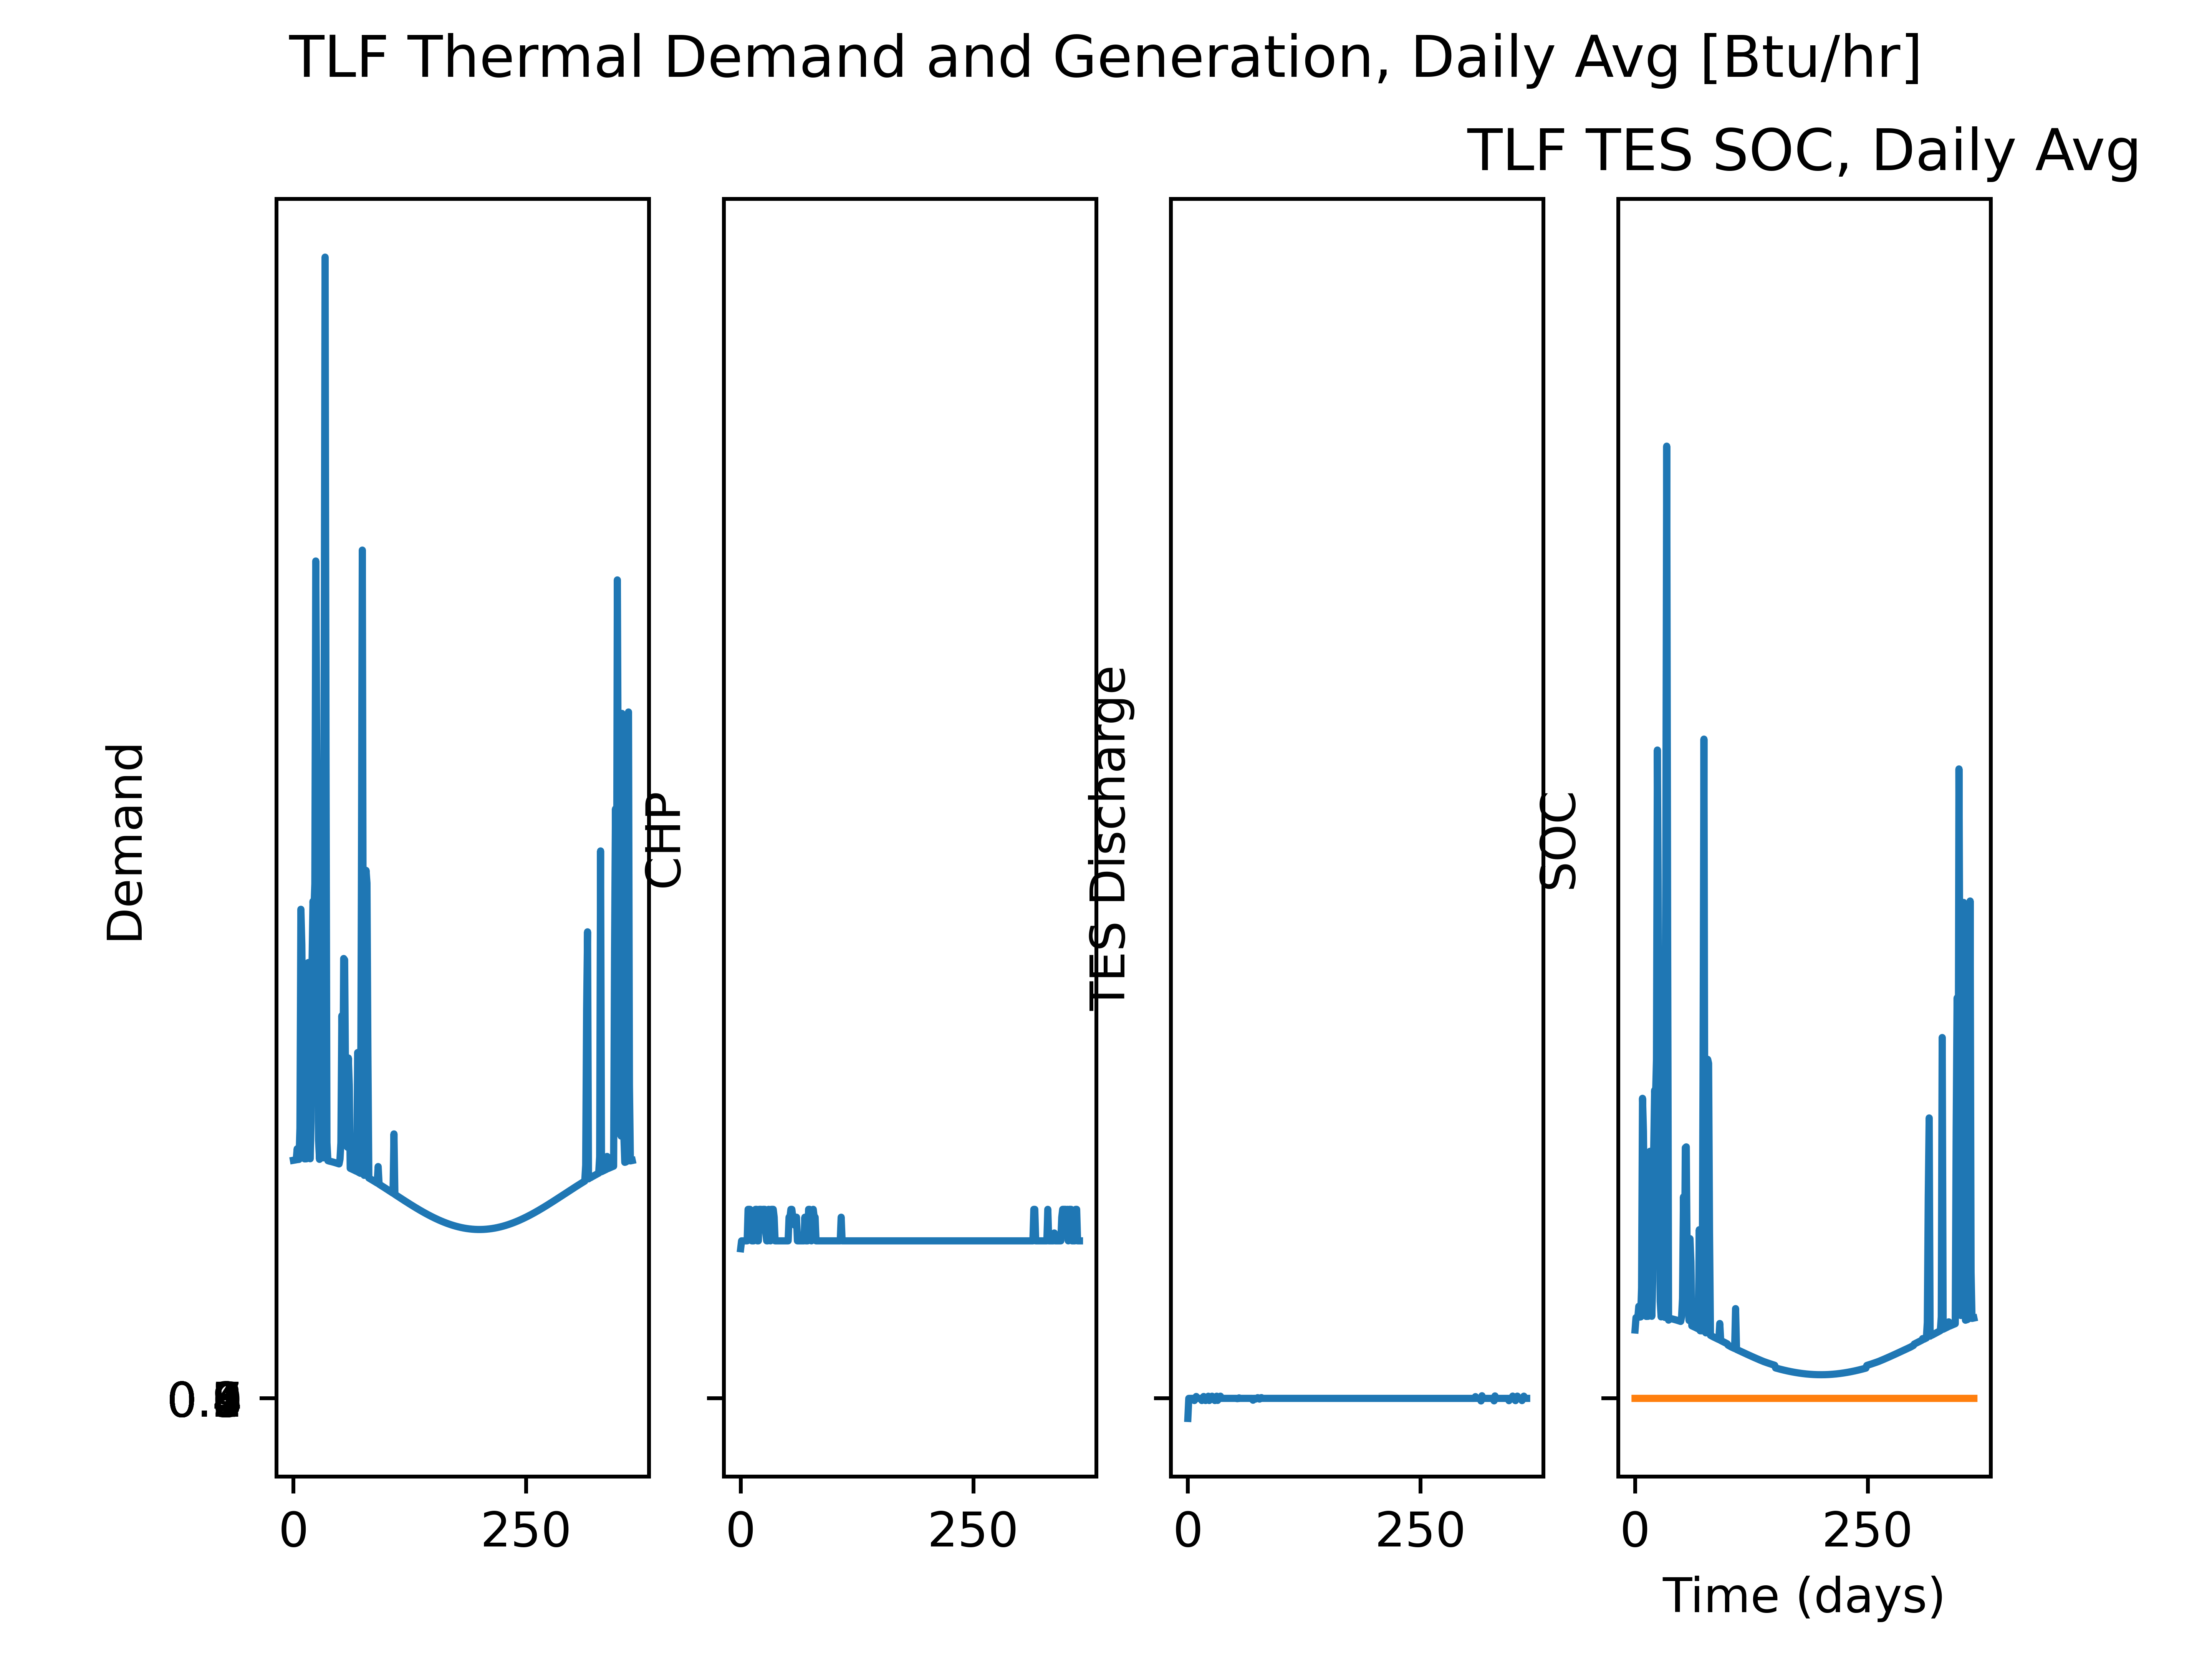 TLF Thermal Demand and Generation, Daily Avg [Btu/hr]
TLF TES SOC, Daily Avg
Demand
CHP
TES Discharge
SOC
0 250 0 250 0 250 0 250
Time (days)